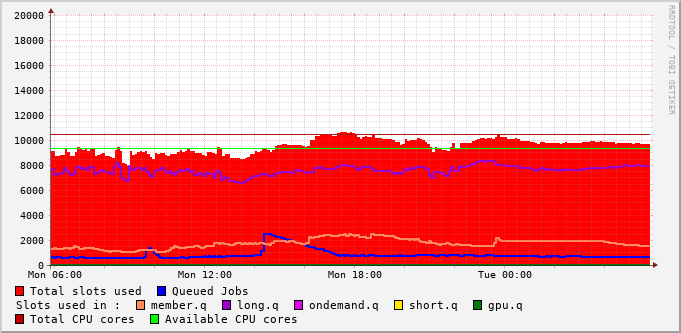 20000
18000
16000
14000
12000
10000
8000
6000
4000
2000
0
Mon 06:00 Mon 12:00 Mon 18:00 Tue 00:00
Total slots used Queued Jobs
Slots used in : member.q long.q ondemand.q short.q gpu.q
Total CPU cores Available CPU cores
RRDTOOL / TOBI OETIKER